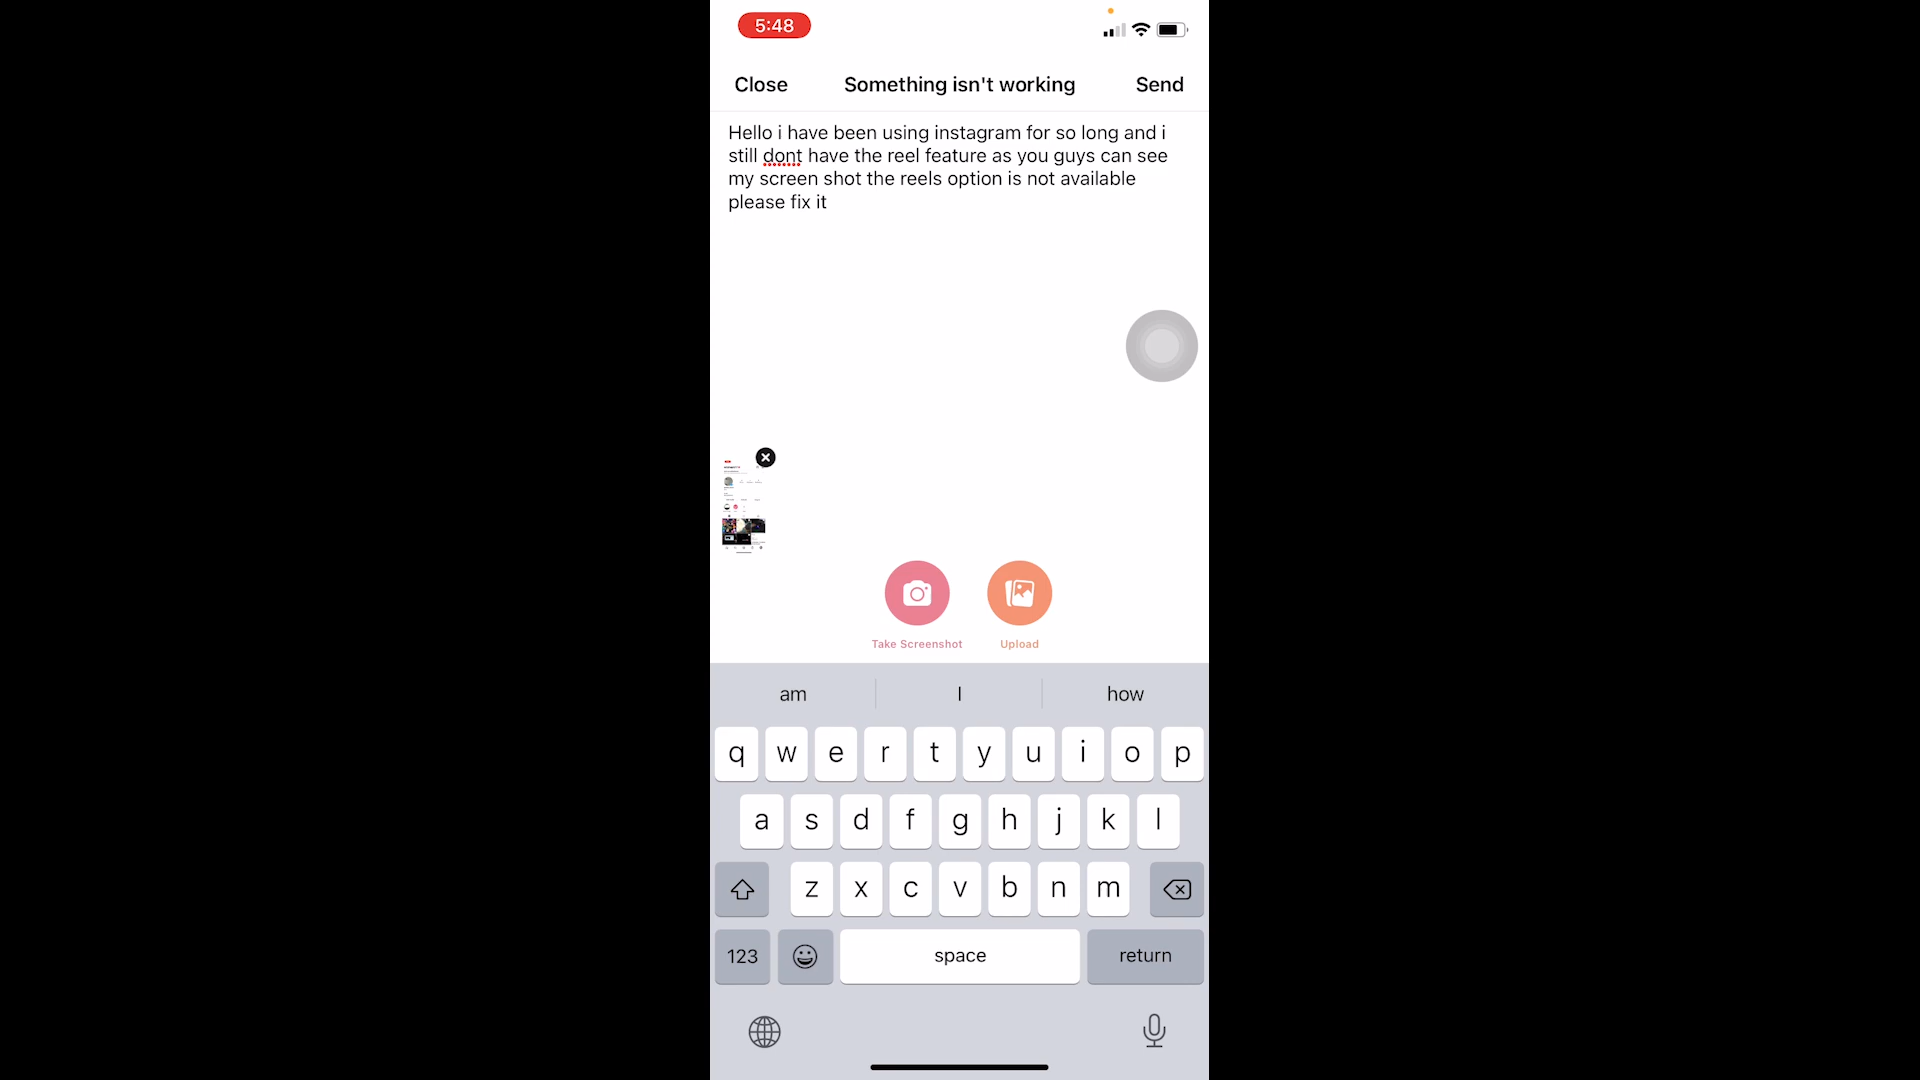 5:48
Close
Something isn't working
Send
Hello i have been using instagram for so long and i
still dont have the reel feature as you guys can see
my screen shot the reels option is not available
please fix it
Take Screenshot
Upload
am
I
how
q w e r t y u i o p
a s d f g h j k l
z x c v b n m
123
space
return